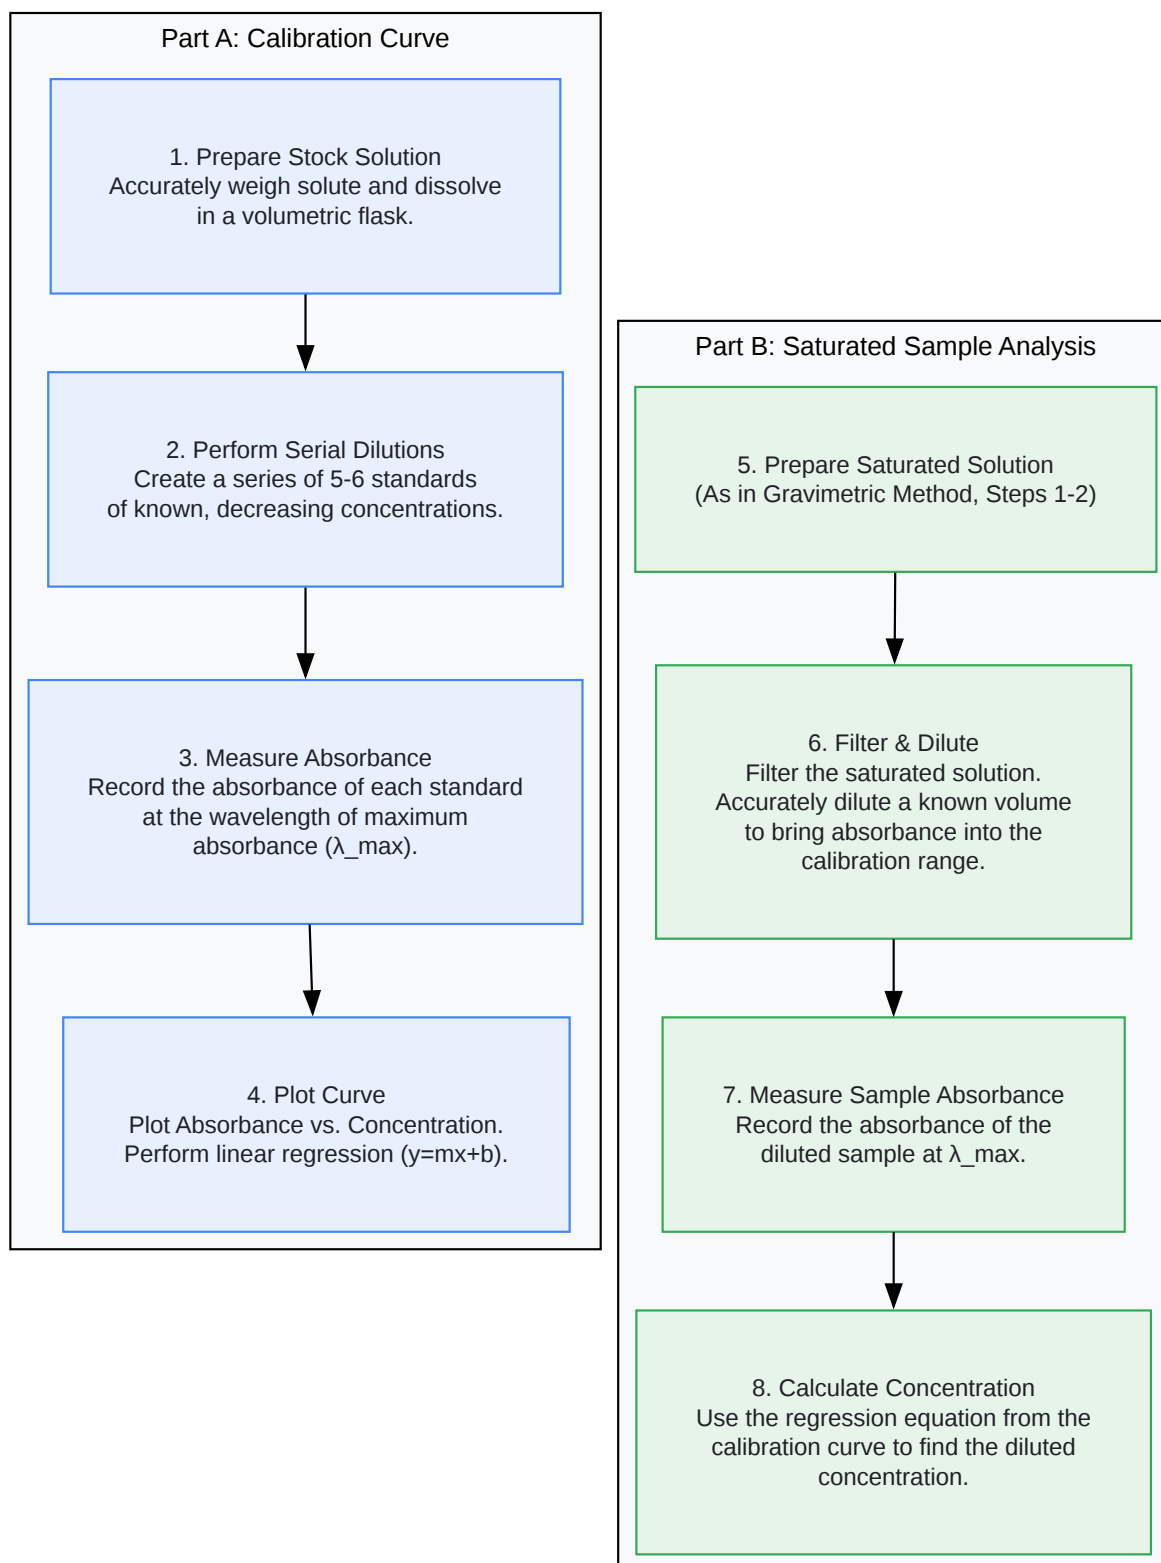 Part A: Calibration Curve
1. Prepare Stock Solution
Accurately weigh solute and dissolve
in a volumetric flask.
2. Perform Serial Dilutions
Create a series of 5-6 standards
of known, decreasing concentrations.
3. Measure Absorbance
Record the absorbance of each standard
at the wavelength of maximum
absorbance (λ_max).
4. Plot Curve
Plot Absorbance vs. Concentration.
Perform linear regression (y=mx+b).
Part B: Saturated Sample Analysis
5. Prepare Saturated Solution
(As in Gravimetric Method, Steps 1-2)
6. Filter & Dilute
Filter the saturated solution.
Accurately dilute a known volume
to bring absorbance into the
calibration range.
7. Measure Sample Absorbance
Record the absorbance of the
diluted sample at λ_max.
8. Calculate Concentration
Use the regression equation from the
calibration curve to find the diluted
concentration.